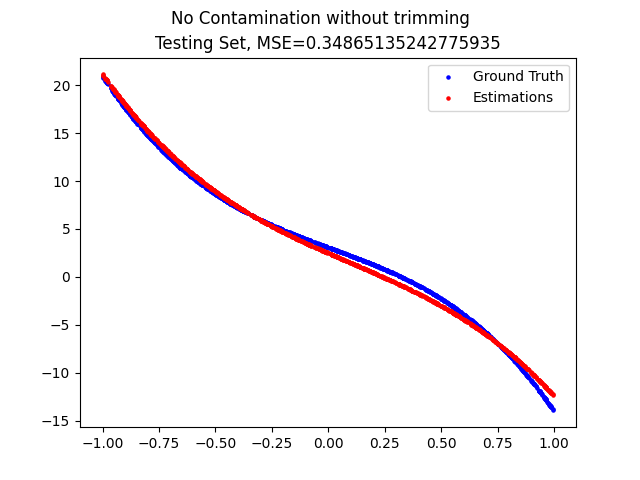 No Contamination without trimming
Testing Set, MSE=0.34865135242775935
Ground Truth
Estimations
20
15
10
5
0
−5
−10
−15
−1.00 −0.75 −0.50 −0.25 0.00 0.25 0.50 0.75 1.00